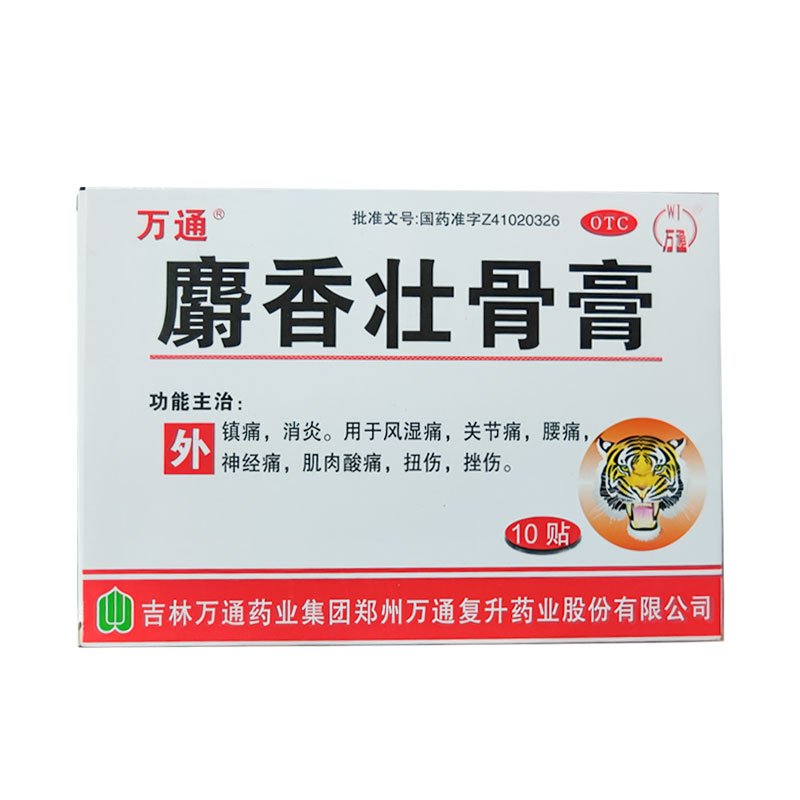 万通®
批准文号:国药准字Z41020326
OTC
WT
万通
麝香壮骨膏
功能主治:
外
镇痛，消炎。用于风湿痛，关节痛，腰痛，
神经痛，肌肉酸痛，扭伤，挫伤。
10贴
吉林万通药业集团郑州万通复升药业股份有限公司